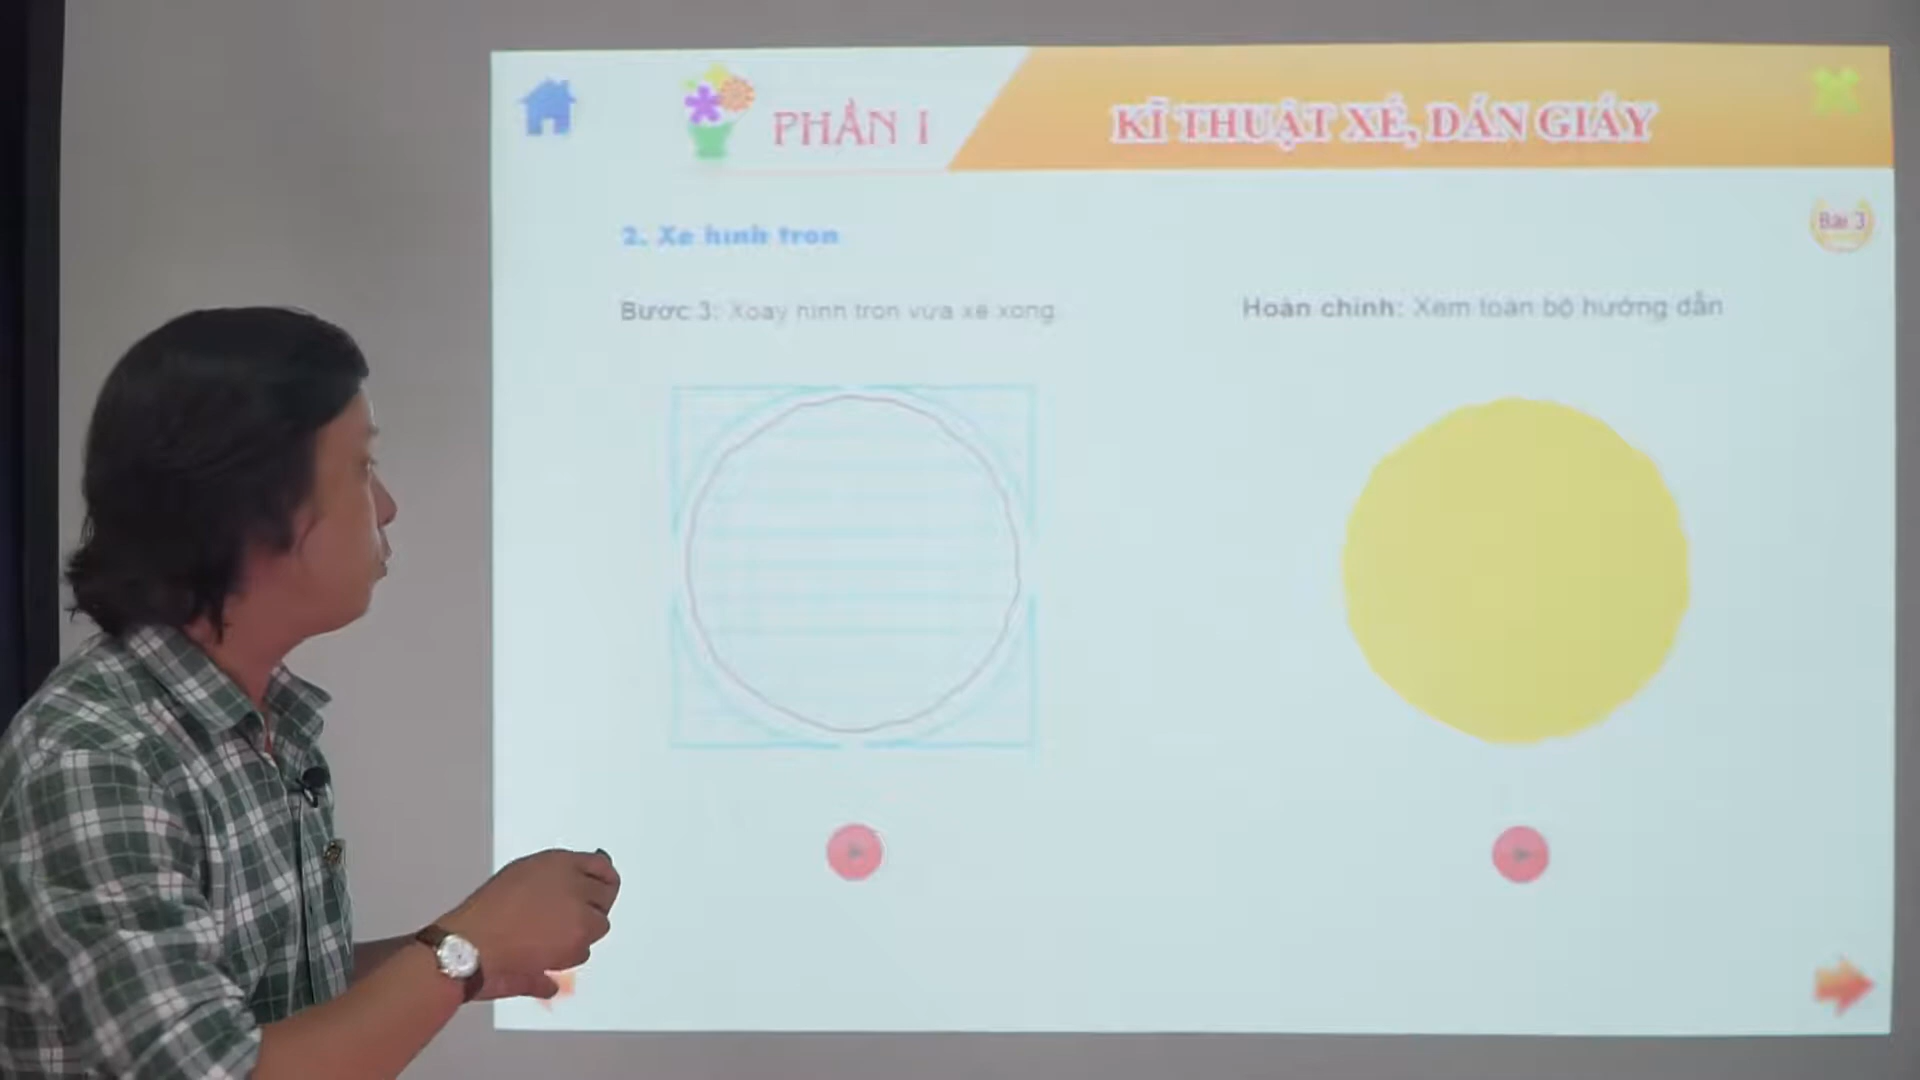 PHẦN I
KĨ THUẬT XÉ, DÁN GIẤY
Bài 3
2. Xé hình tròn
Bước 3: Xoay hình tròn vừa xé xong
Hoàn chỉnh: Xem toàn bộ hướng dẫn